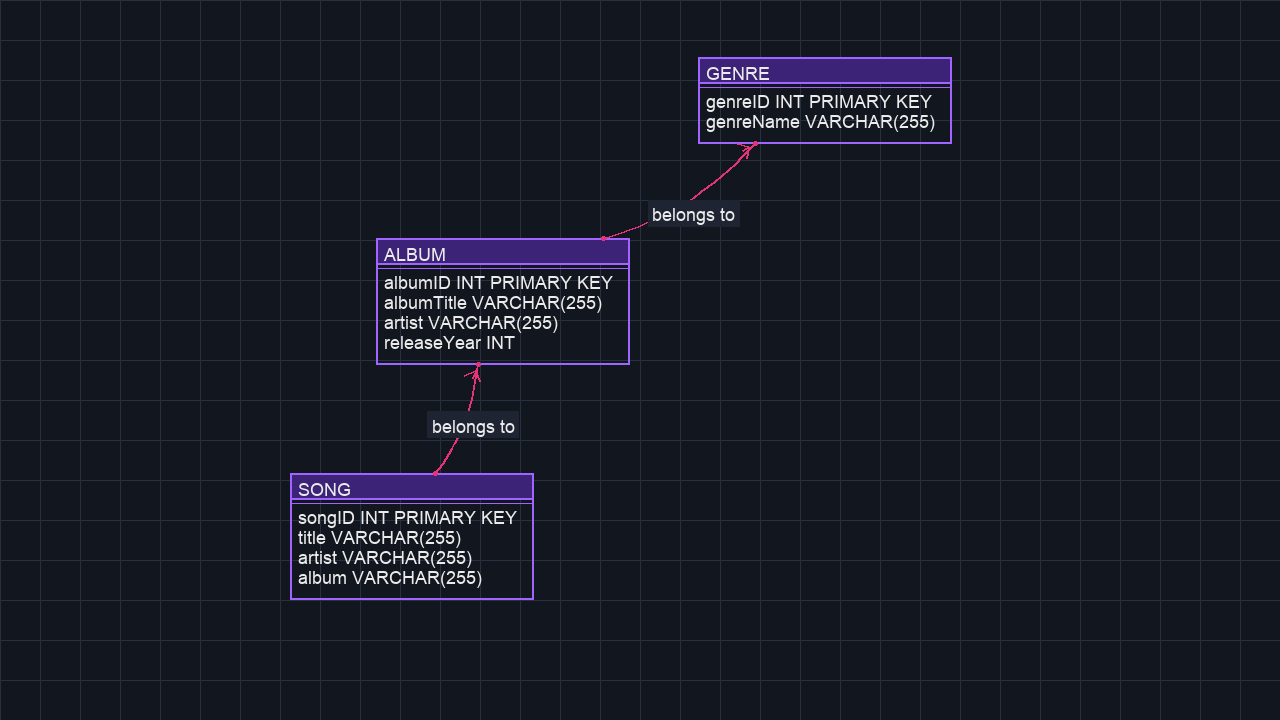 GENRE
genreID INT PRIMARY KEY
genreName VARCHAR(255)
belongs to
ALBUM
albumID INT PRIMARY KEY
albumTitle VARCHAR(255)
artist VARCHAR(255)
releaseYear INT
belongs to
SONG
songID INT PRIMARY KEY
title VARCHAR(255)
artist VARCHAR(255)
album VARCHAR(255)